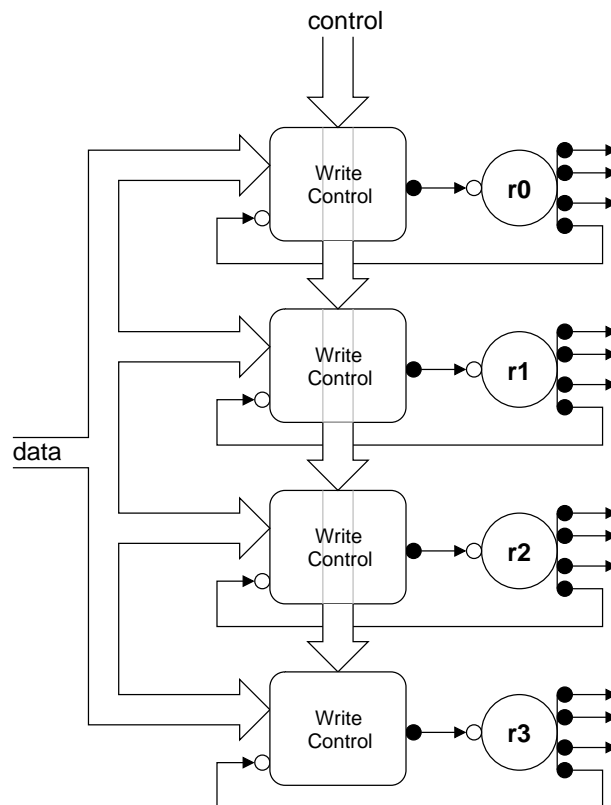 control
Write
Control
r0
Write
Control
r1
data
Write
Control
r2
Write
Control
r3